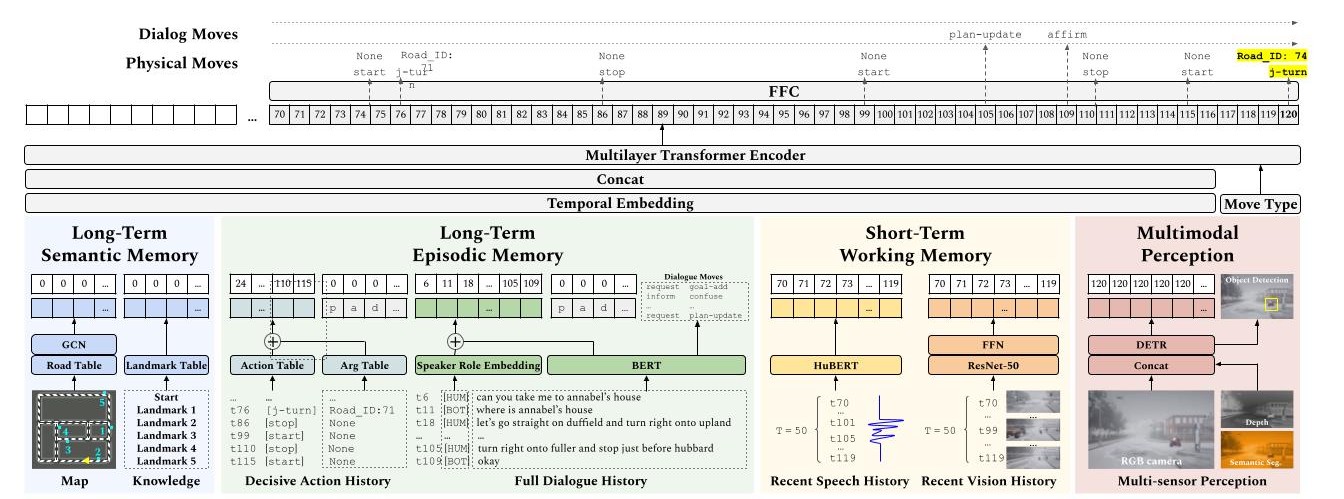 Dialog Moves
plan-update affirm
Physical Moves
None Road_ID: 71 None None None None Road_ID: 74
start j-turn stop start stop start j-turn
FFC
... 70 71 72 73 74 75 76 77 78 79 80 81 82 83 84 85 86 87 88 89 90 91 92 93 94 95 96 97 98 99 100 101 102 103 104 105 106 107 108 109 110 111 112 113 114 115 116 117 118 119 120
Multilayer Transformer Encoder
Concat
Temporal Embedding
Move Type
Long-Term
Semantic Memory
0 0 0 ... 0 0 0 ...
... ...
GCN
Road Table
Landmark Table
5
4 1
3 2
Start
Landmark 1
Landmark 2
Landmark 3
Landmark 4
Landmark 5
Map
Knowledge
Long-Term
Episodic Memory
24 ... 110 115 0 0 0 ... 6 11 18 ... 105 109 0 0 0 ...
... p a d ... ... p a d ...
Dialogue Moves
request goal-add
inform confuse
... ...
request plan-update
Action Table
Arg Table
Speaker Role Embedding
BERT
... ... ...
t76 [j-turn] Road_ID:71
t86 [stop] None
t99 [start] None
t110 [stop] None
t115 [start] None
t6 [HUM] can you take me to annabel's house
t11 [BOT] where is annabel's house
t18 [HUM] let's go straight on duffield and turn right onto upland
... ... ...
t105 [HUM] turn right onto fuller and stop just before hubbard
t109 [BOT] okay
Decisive Action History
Full Dialogue History
Short-Term
Working Memory
70 71 72 73 ... 119 70 71 72 73 ... 119
... ...
HuBERT
FFN
ResNet-50
T = 50
t70
...
t101
t105
...
t119
T = 50
t70
...
t99
...
t119
... ...
Recent Speech History
Recent Vision History
Multimodal
Perception
120 120 120 120 120 ...
...
Object Detection
DETR
Concat
RGB camera
Depth
Semantic Seg.
Multi-sensor Perception